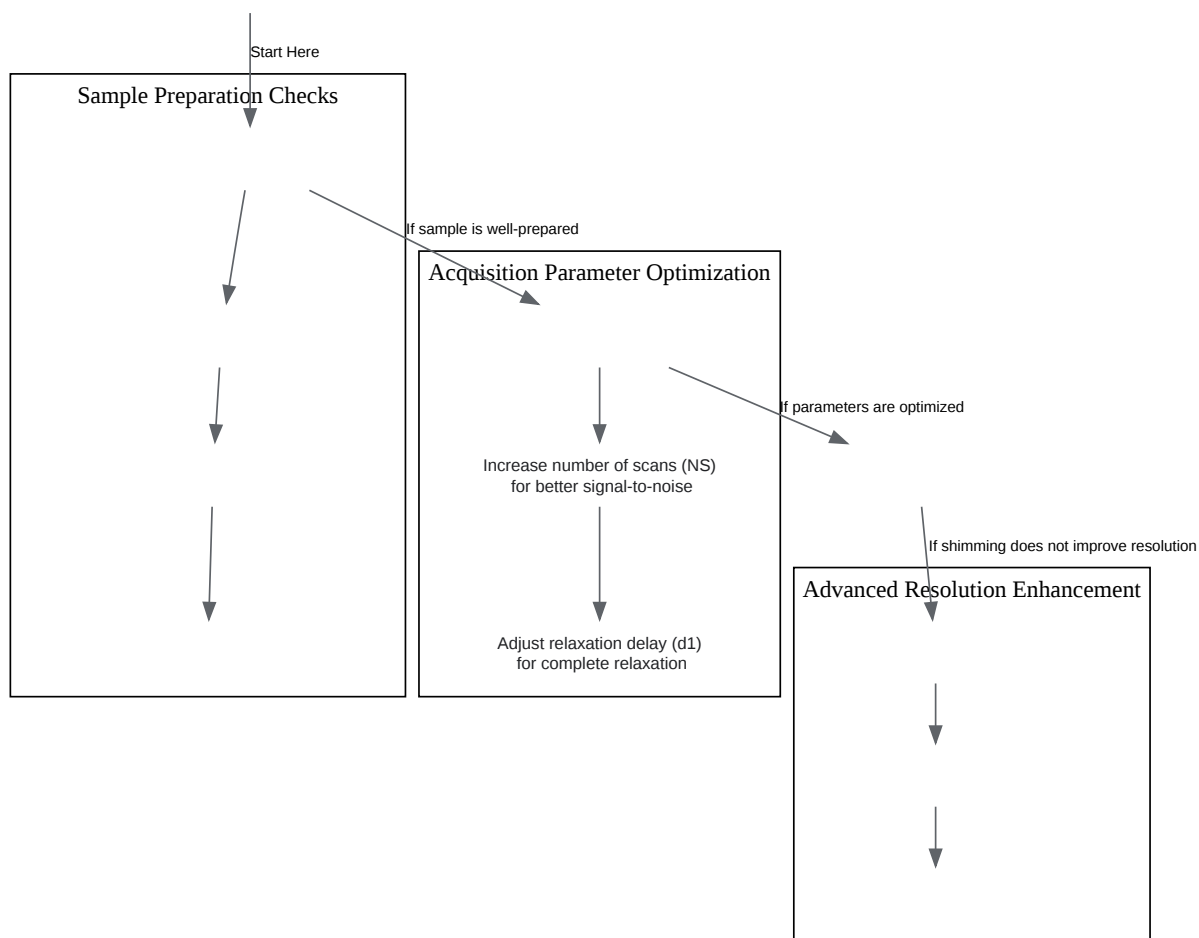 Start Here
Sample Preparation Checks
If sample is well-prepared
Acquisition Parameter Optimization
If parameters are optimized
Increase number of scans (NS)
for better signal-to-noise
If shimming does not improve resolution
Advanced Resolution Enhancement
Adjust relaxation delay (d1)
for complete relaxation